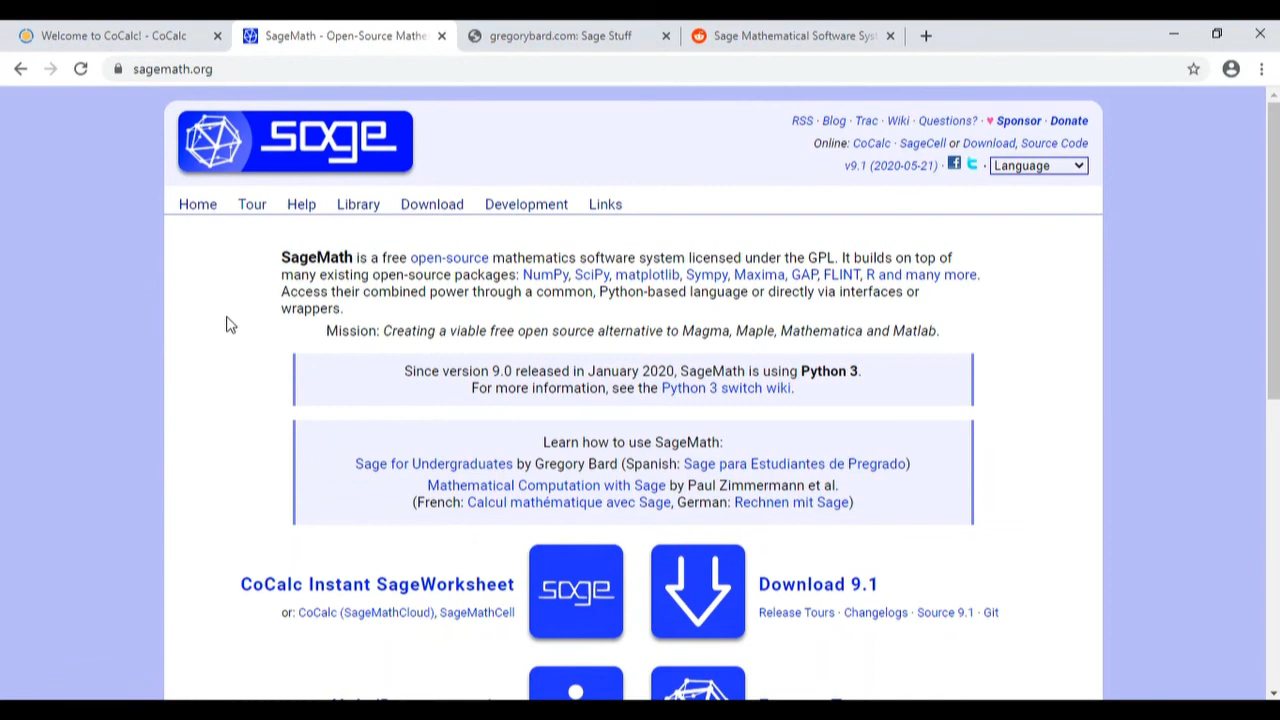 Welcome to CoCalc! - CoCalc
SageMath - Open-Source Mathe
gregorybard.com: Sage Stuff
Sage Mathematical Software Sys
sagemath.org
sage
RSS · Blog · Trac · Wiki · Questions? · ♥ Sponsor · Donate
Online: CoCalc · SageCell or Download, Source Code
v9.1 (2020-05-21) · · Language
Home Tour Help Library Download Development Links
SageMath is a free open-source mathematics software system licensed under the GPL. It builds on top of
many existing open-source packages: NumPy, SciPy, matplotlib, Sympy, Maxima, GAP, FLINT, R and many more.
Access their combined power through a common, Python-based language or directly via interfaces or
wrappers.
Mission: Creating a viable free open source alternative to Magma, Maple, Mathematica and Matlab.
Since version 9.0 released in January 2020, SageMath is using Python 3.
For more information, see the Python 3 switch wiki.
Learn how to use SageMath:
Sage for Undergraduates by Gregory Bard (Spanish: Sage para Estudiantes de Pregrado)
Mathematical Computation with Sage by Paul Zimmermann et al.
(French: Calcul mathématique avec Sage, German: Rechnen mit Sage)
CoCalc Instant SageWorksheet
or: CoCalc (SageMathCloud), SageMathCell
sage
Download 9.1
Release Tours · Changelogs · Source 9.1 · Git